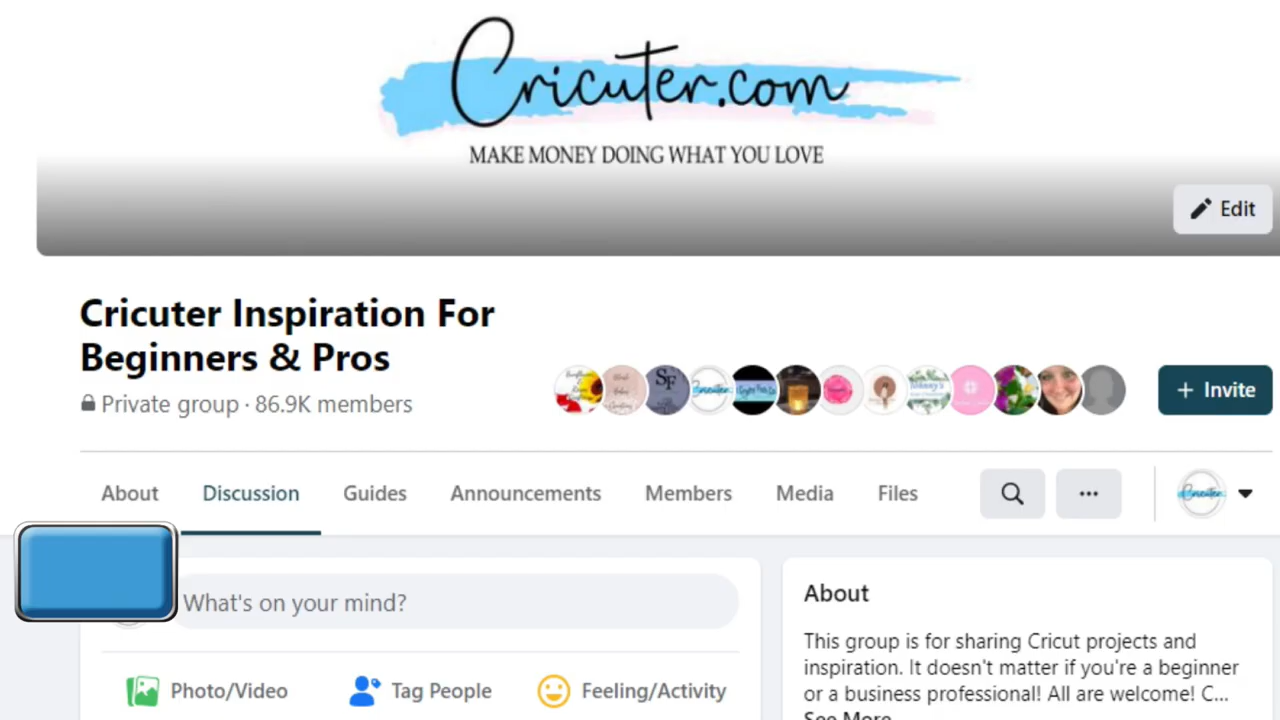 Cricuter.com
MAKE MONEY DOING WHAT YOU LOVE
Edit
Cricuter Inspiration For
Beginners & Pros
Private group · 86.9K members
SF
+ Invite
About Discussion Guides Announcements Members Media Files
What's on your mind?
Photo/Video Tag People Feeling/Activity
About
This group is for sharing Cricut projects and
inspiration. It doesn't matter if you're a beginner
or a business professional! All are welcome! C...
See More